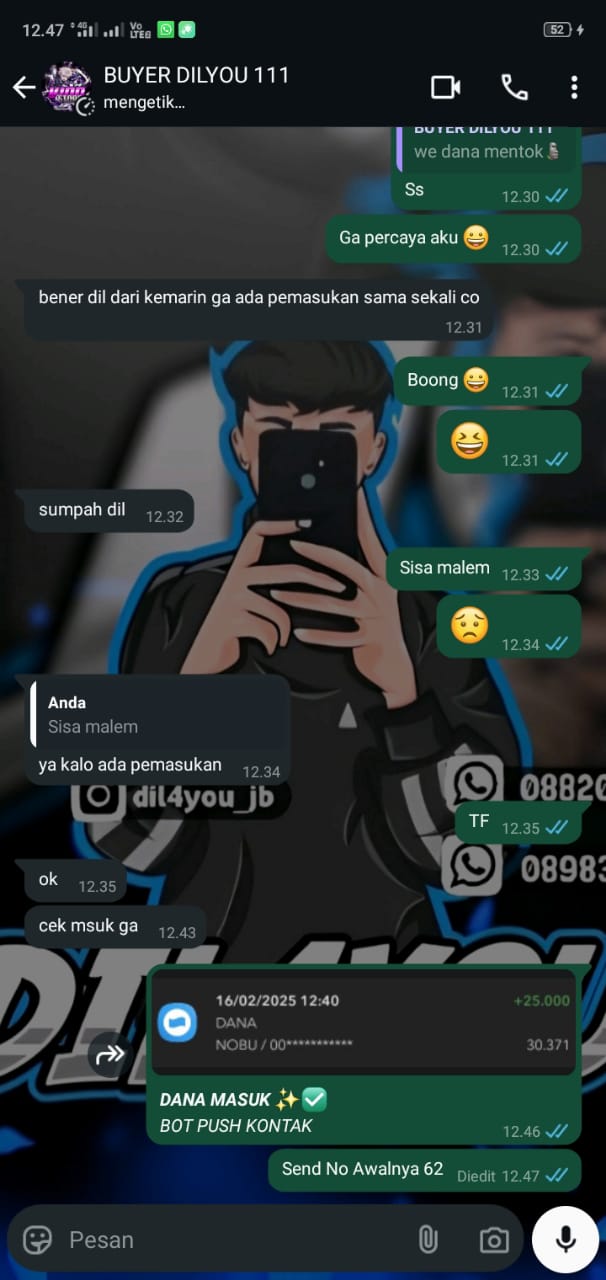 12.47
4G
Vo
LTE
52
BUYER DILYOU 111
mengetik...
BUYER DILYOU 111
we dana mentok
Ss
12.30
Ga percaya aku 😀
12.30
bener dil dari kemarin ga ada pemasukan sama sekali co
12.31
Boong 😀
12.31
😆
12.31
sumpah dil
12.32
Sisa malem
12.33
😟
12.34
Anda
Sisa malem
ya kalo ada pemasukan
12.34
dil4you_jb
08820
TF
12.35
08983
ok
12.35
cek msuk ga
12.43
16/02/2025 12:40
+25.000
DANA
NOBU / 00***********
30.371
DANA MASUK ✨✅
BOT PUSH KONTAK
12.46
Send No Awalnya 62
Diedit 12.47
Pesan